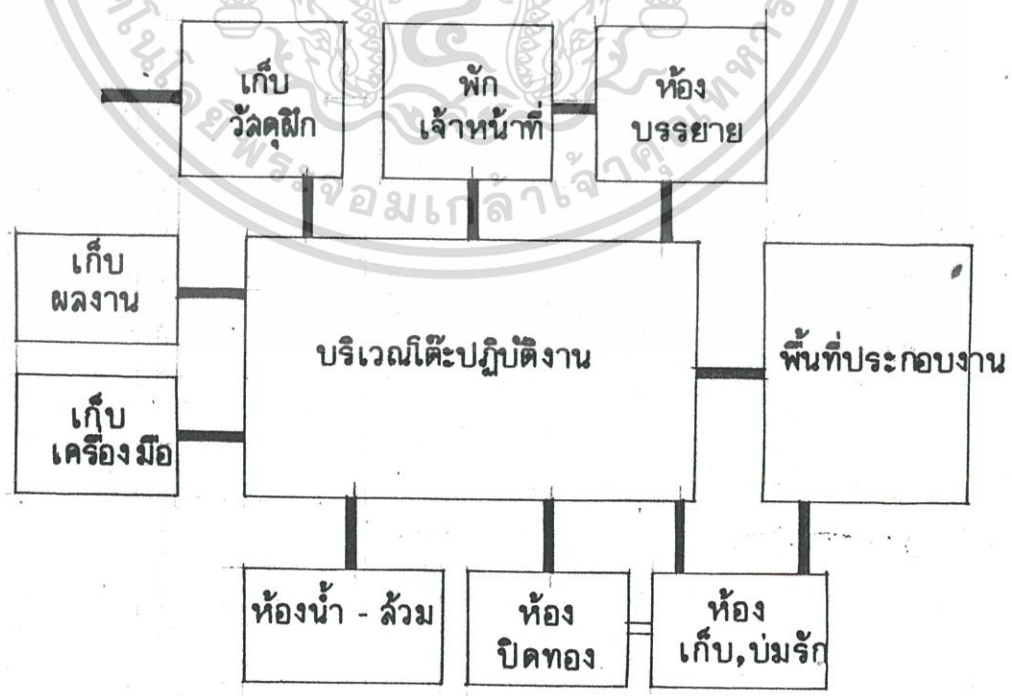 เก็บ
วัสดุฝึก
พัก
เจ้าหน้าที่
ห้อง
บรรยาย
เก็บ
ผลงาน
บริเวณโต๊ะปฏิบัติงาน
พื้นที่ประกอบงาน
เก็บ
เครื่องมือ
ห้องน้ำ - ล้วม
ห้อง
ปิดทอง
ห้อง
เก็บ,บ่มรัก